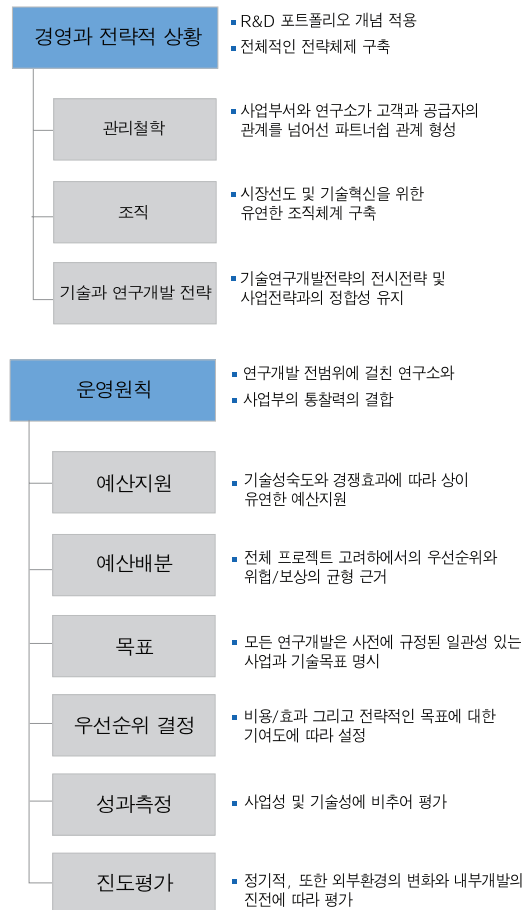 경영과 전략적 상황
R&D 포트폴리오 개념 적용
전체적인 전략체제 구축
관리철학
사업부서와 연구소가 고객과 공급자의
관계를 넘어선 파트너쉽 관계 형성
조직
시장선도 및 기술혁신을 위한
유연한 조직체계 구축
기술과 연구개발 전략
기술연구개발전략의 전시전략 및
사업전략과의 정합성 유지
운영원칙
연구개발 전범위에 걸친 연구소와
사업부의 통찰력의 결합
예산지원
기술성숙도와 경쟁효과에 따라 상이
유연한 예산지원
예산배분
전체 프로젝트 고려하에서의 우선순위와
위험/보상의 균형 근거
목표
모든 연구개발은 사전에 규정된 일관성 있는
사업과 기술목표 명시
우선순위 결정
비용/효과 그리고 전략적인 목표에 대한
기여도에 따라 설정
성과측정
사업성 및 기술성에 비추어 평가
진도평가
정기적, 또한 외부환경의 변화와 내부개발의
진전에 따라 평가